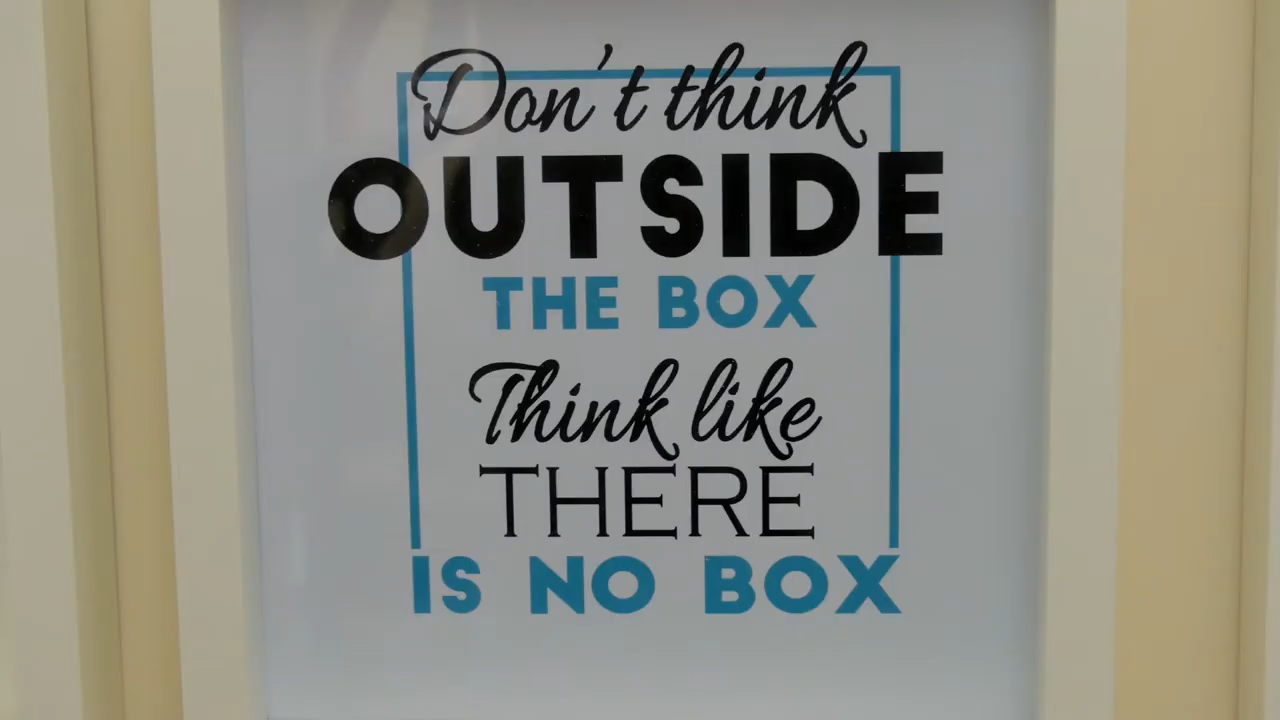 Don't think
OUTSIDE
THE BOX
Think like
THERE
IS NO BOX